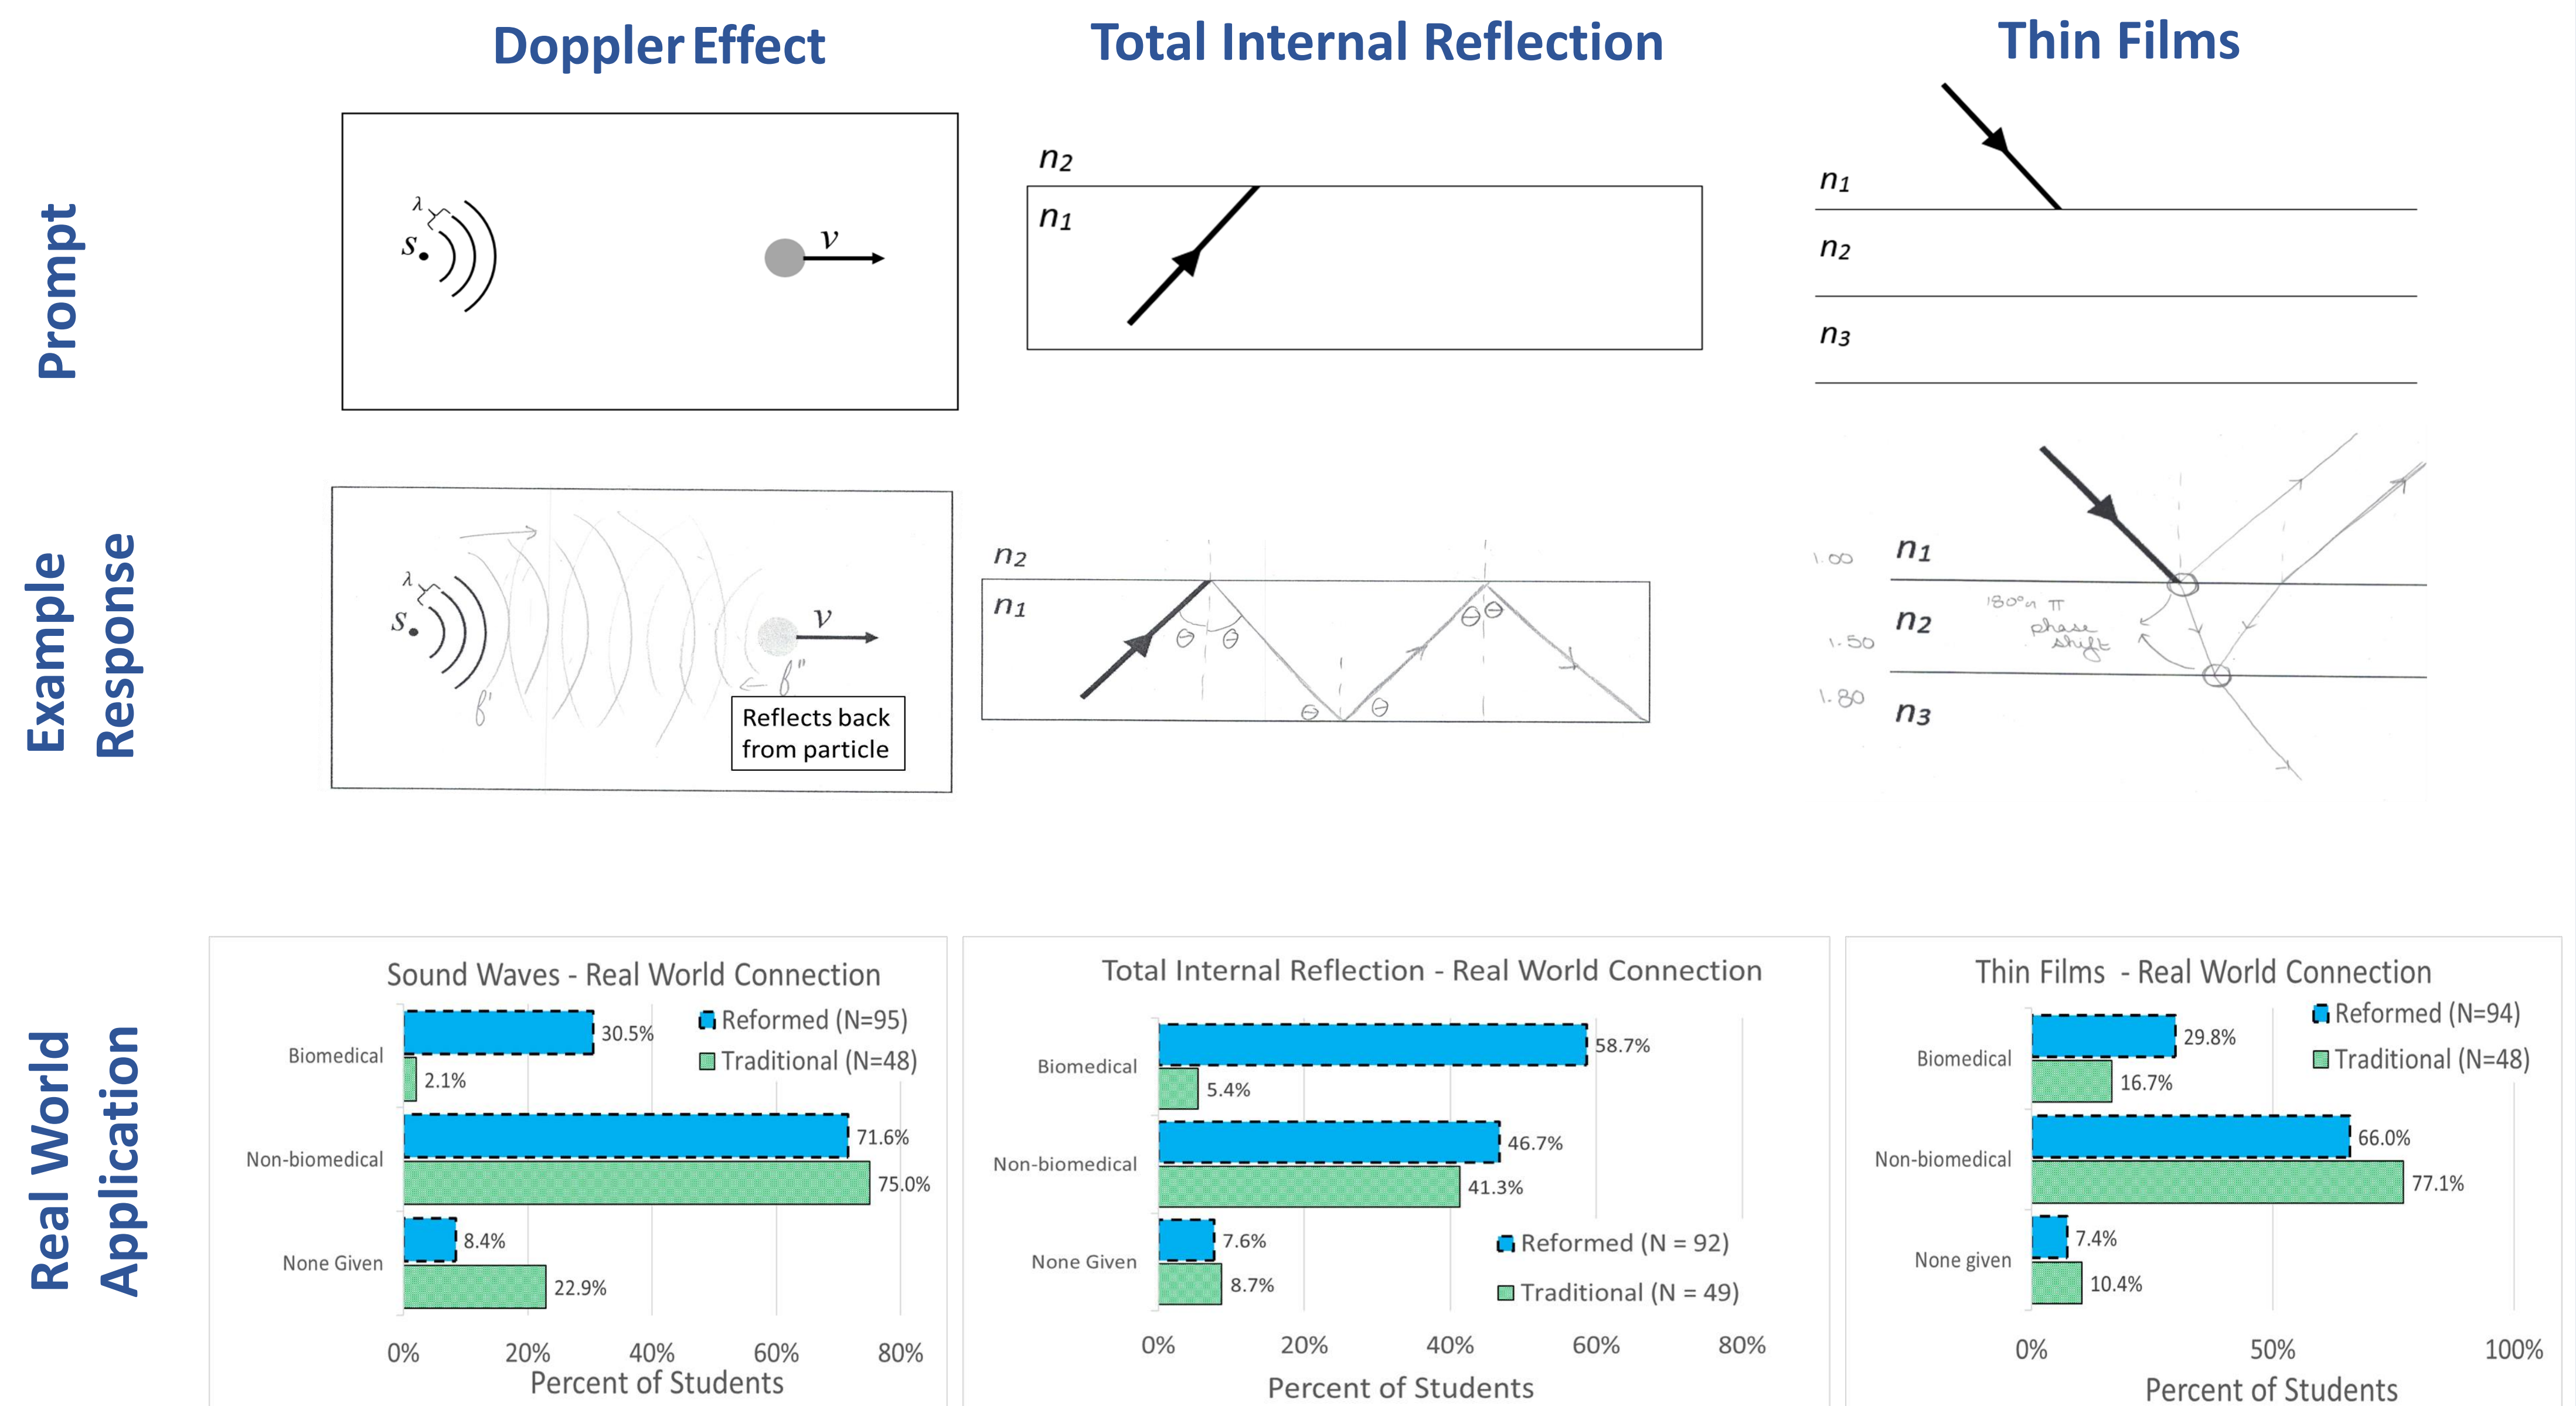 Doppler Effect
Total Internal Reflection
Thin Films
Prompt
λ
S
v
n2
n1
n1
n2
n3
Example
Response
λ
S
v
f'
f"
Reflects back
from particle
n2
n1
θ θ
θ θ
θ θ
1.00 n1
180° π
phase
shift
1.50 n2
1.80 n3
Real World
Application
Sound Waves - Real World Connection
Reformed (N=95)
Traditional (N=48)
Biomedical
30.5%
2.1%
Non-biomedical
71.6%
75.0%
None Given
8.4%
22.9%
0% 20% 40% 60% 80%
Percent of Students
Total Internal Reflection - Real World Connection
Biomedical
58.7%
5.4%
Non-biomedical
46.7%
41.3%
None Given
7.6%
8.7%
Reformed (N = 92)
Traditional (N = 49)
0% 20% 40% 60% 80%
Percent of Students
Thin Films - Real World Connection
Reformed (N=94)
Traditional (N=48)
Biomedical
29.8%
16.7%
Non-biomedical
66.0%
77.1%
None given
7.4%
10.4%
0% 50% 100%
Percent of Students